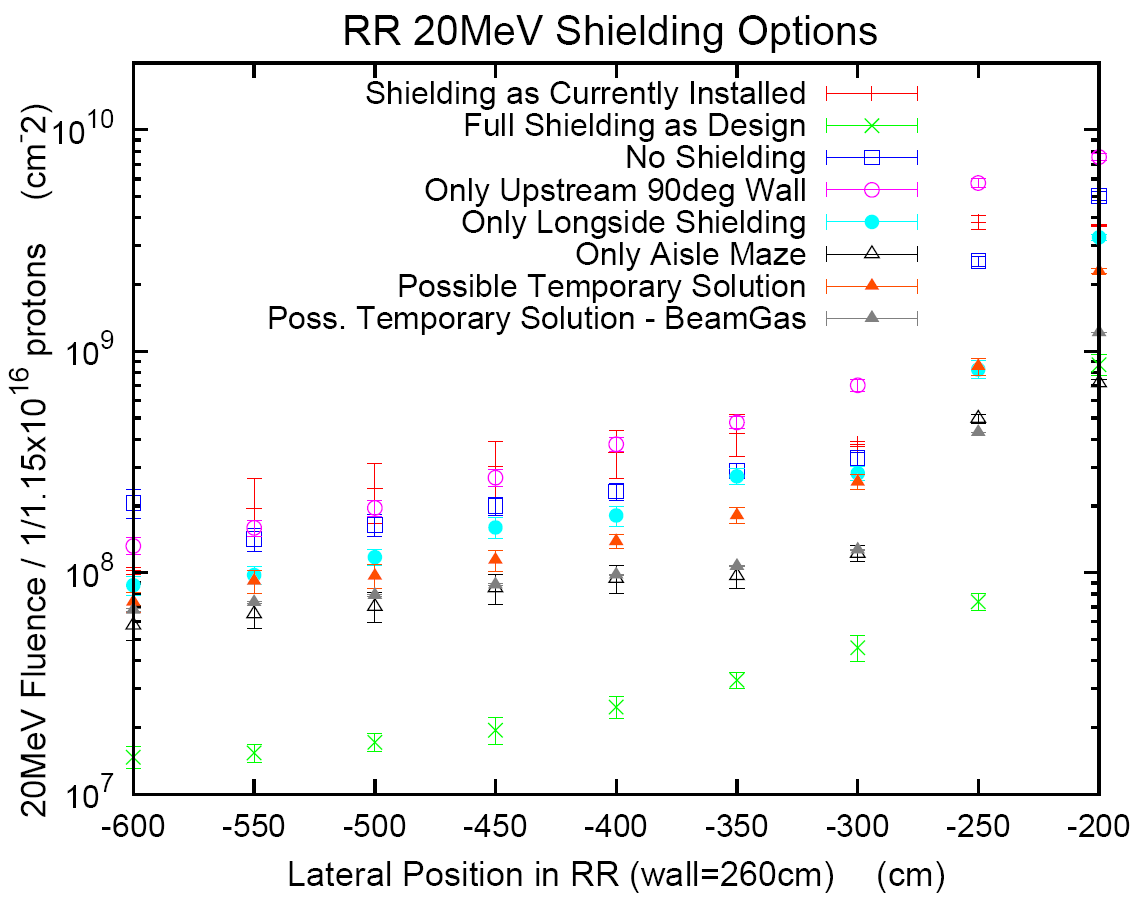 RR 20MeV Shielding Options
20MeV Fluence / 1/1.15x10^16 protons (cm^-2)
Shielding as Currently Installed
Full Shielding as Design
No Shielding
Only Upstream 90deg Wall
Only Longside Shielding
Only Aisle Maze
Possible Temporary Solution
Poss. Temporary Solution - BeamGas
10^10
10^9
10^8
10^7
-600 -550 -500 -450 -400 -350 -300 -250 -200
Lateral Position in RR (wall=260cm) (cm)